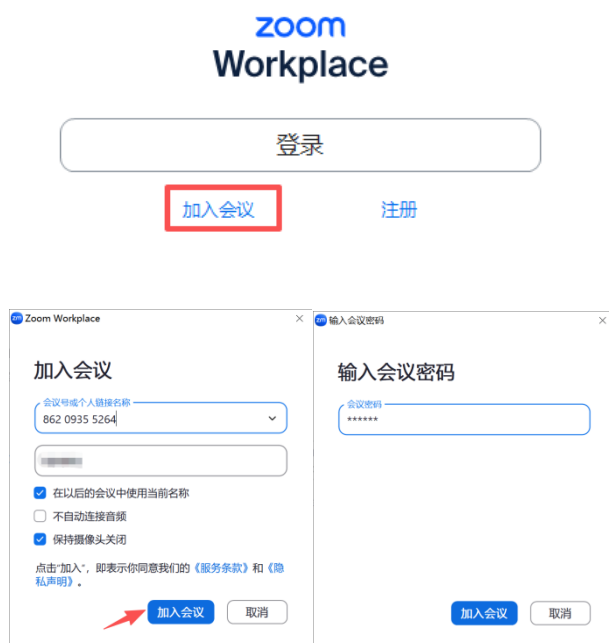 zoom
Workplace
登录
加入会议
注册
zm Zoom Workplace
加入会议
会议号或个人链接名称
862 0935 5264
在以后的会议中使用当前名称
不自动连接音频
保持摄像头关闭
点击“加入”，即表示你同意我们的《服务条款》和《隐
私声明》。
加入会议
取消
zm 输入会议密码
输入会议密码
会议密码
******
加入会议
取消